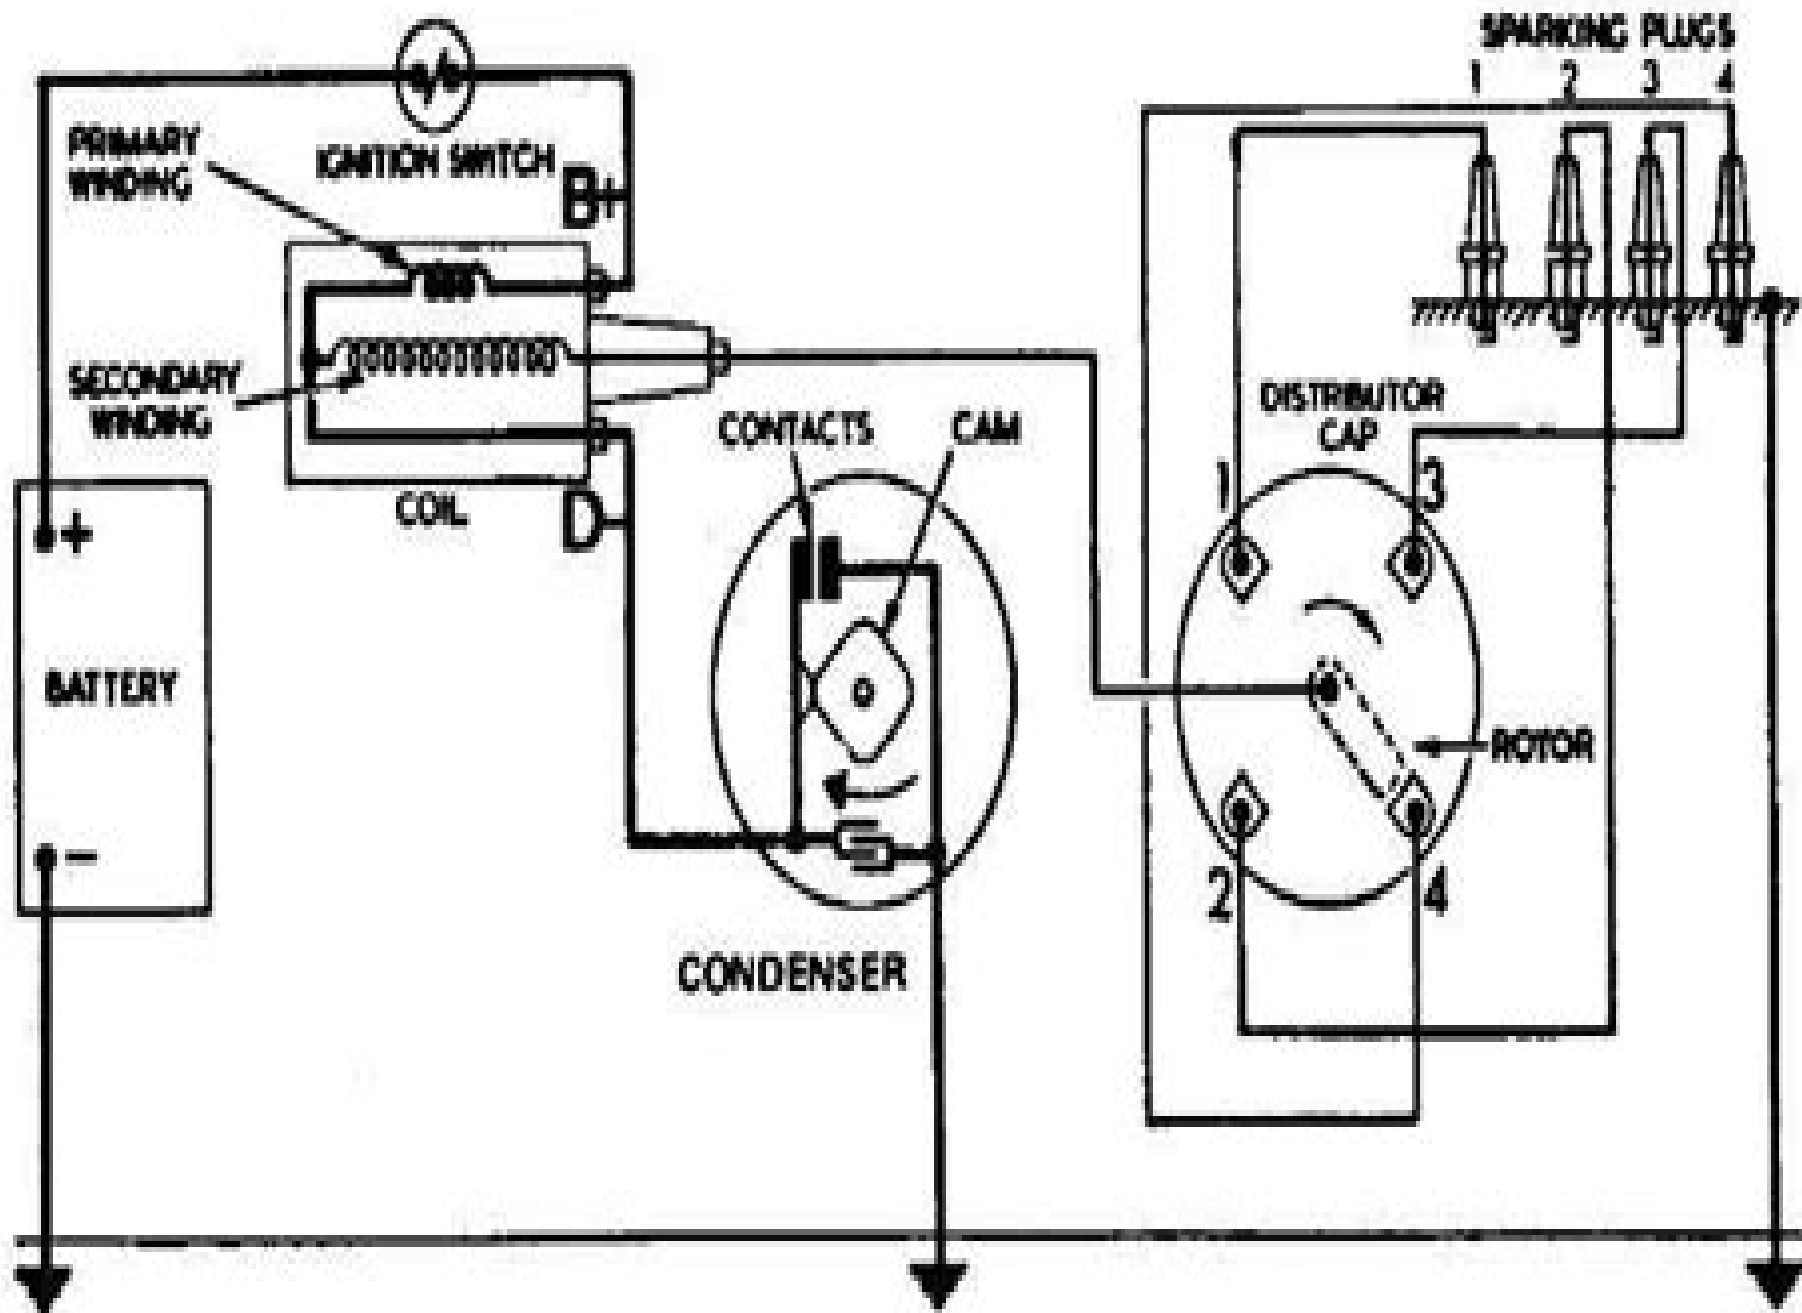 SPARKING PLUGS
1 2 3 4
PRIMARY
WINDING
IGNITION SWITCH
+
SECONDARY
WINDING
COIL
CONTACTS
CAM
DISTRIBUTOR
CAP
1
3
+
BATTERY
-
ROTOR
2
4
CONDENSER